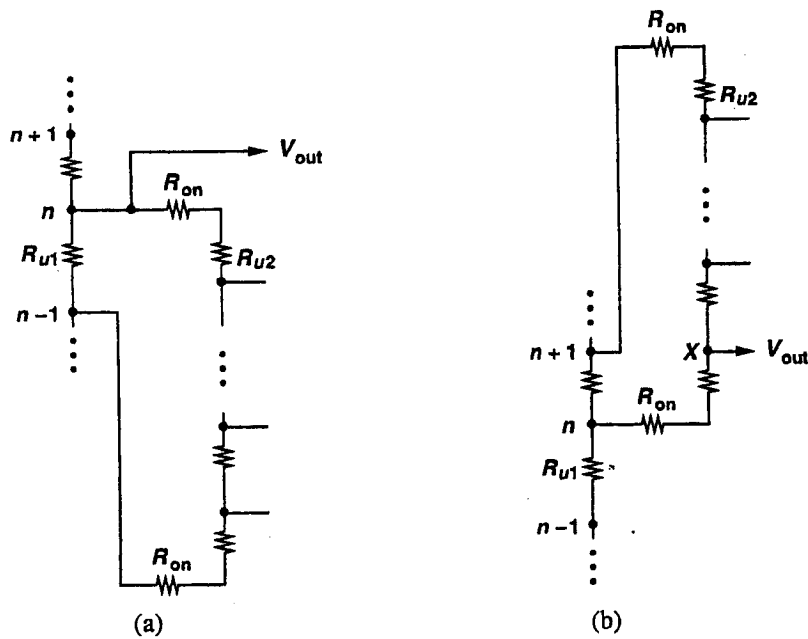 R_on
R_u2
n + 1
V_out
R_on
n
R_u1
R_u2
n – 1
n + 1
X
V_out
R_on
n
R_u1
n – 1
R_on
(a)
(b)